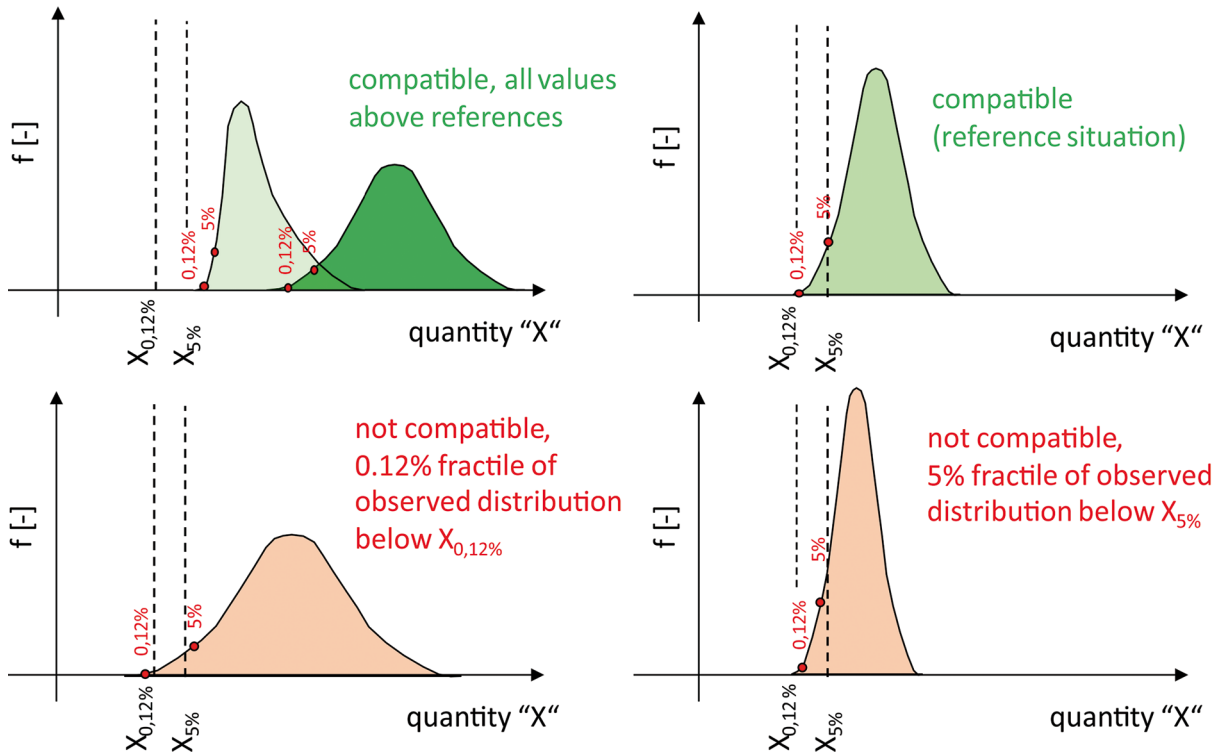 compatible, all values
above references
f [-]
0,12%
5%
0,12%
5%
X0,12%
X5%
quantity “X“
compatible
(reference situation)
f [-]
0,12%
5%
X0,12%
X5%
quantity “X“
not compatible,
0.12% fractile of
observed distribution
below X0,12%
f [-]
0,12%
5%
X0,12%
X5%
quantity “X“
not compatible,
5% fractile of observed
distribution below X5%
f [-]
5%
0,12%
X0,12 %
X5%
quantity “X“